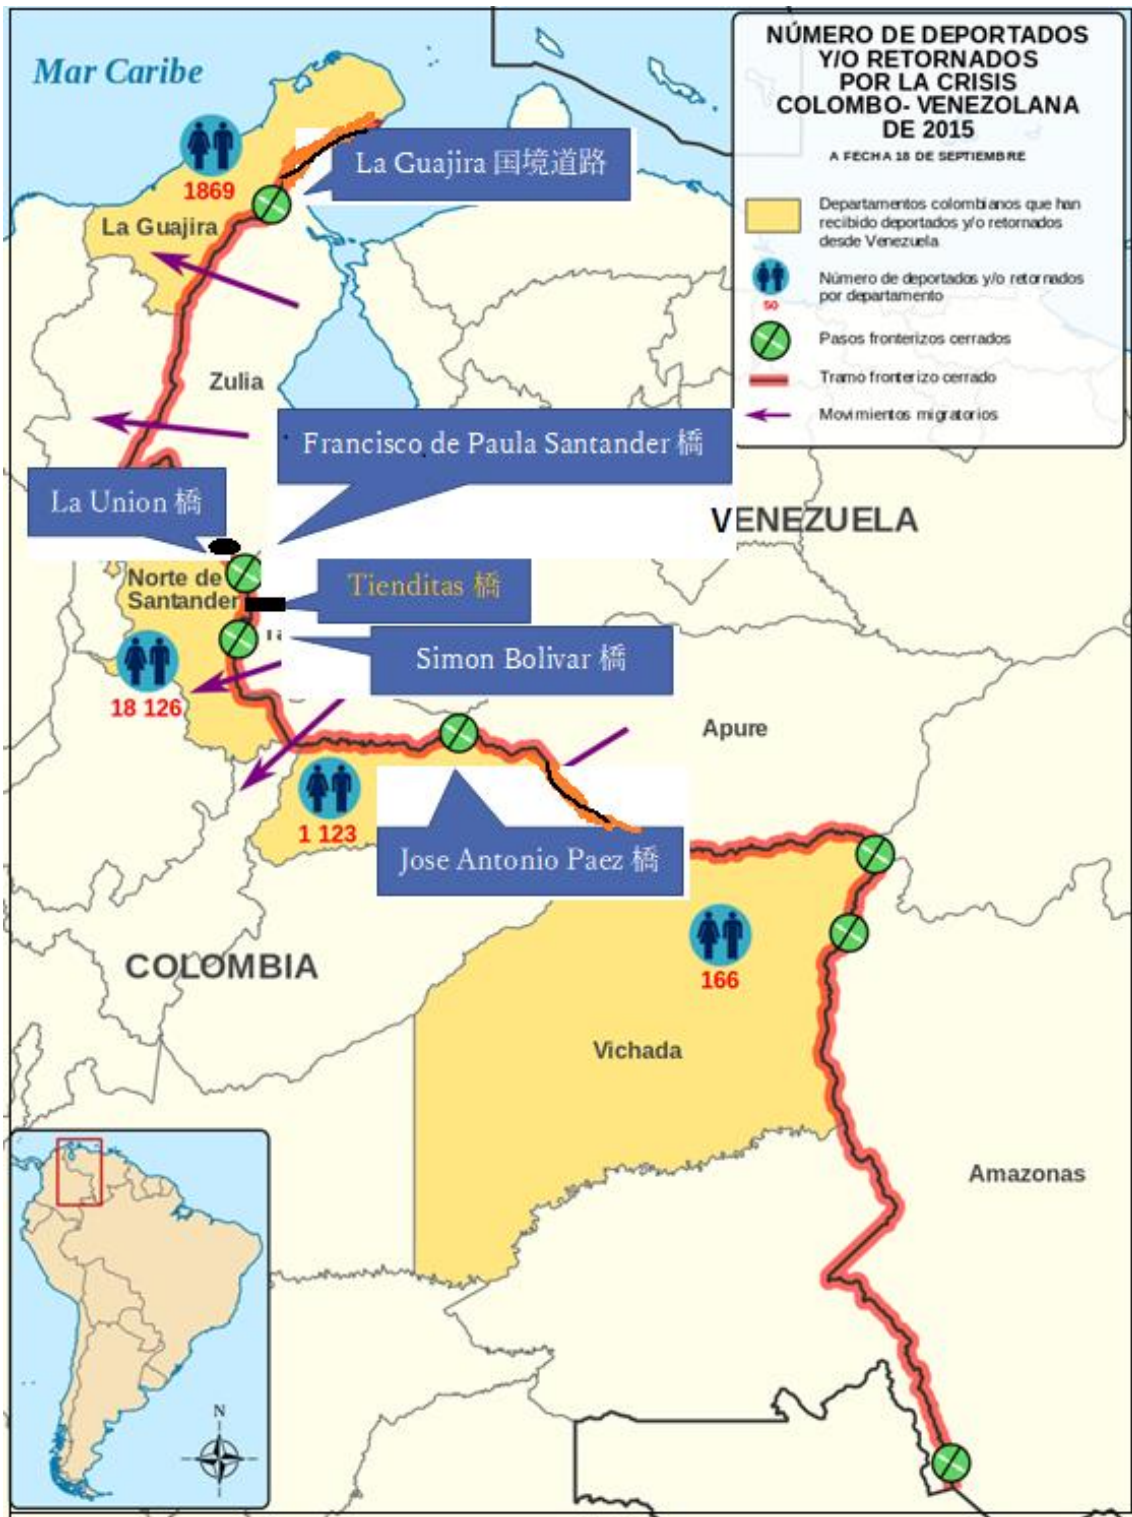 Mar Caribe
NÚMERO DE DEPORTADOS
Y/O RETORNADOS
POR LA CRISIS
COLOMBO- VENEZOLANA
DE 2015
A FECHA 18 DE SEPTIEMBRE
Departamentos colombianos que han
recibido deportados y/o retornados
desde Venezuela
Número de deportados y/o retornados
por departamento
50
Pasos fronterizos cerrados
Tramo fronterizo cerrado
Movimientos migratorios
La Guajira 国境道路
1869
La Guajira
Zulia
Francisco de Paula Santander 橋
La Union 橋
VENEZUELA
Norte de
Santander
Tienditas 橋
Simon Bolivar 橋
18 126
Apure
1 123
Jose Antonio Paez 橋
COLOMBIA
166
Vichada
Amazonas
N